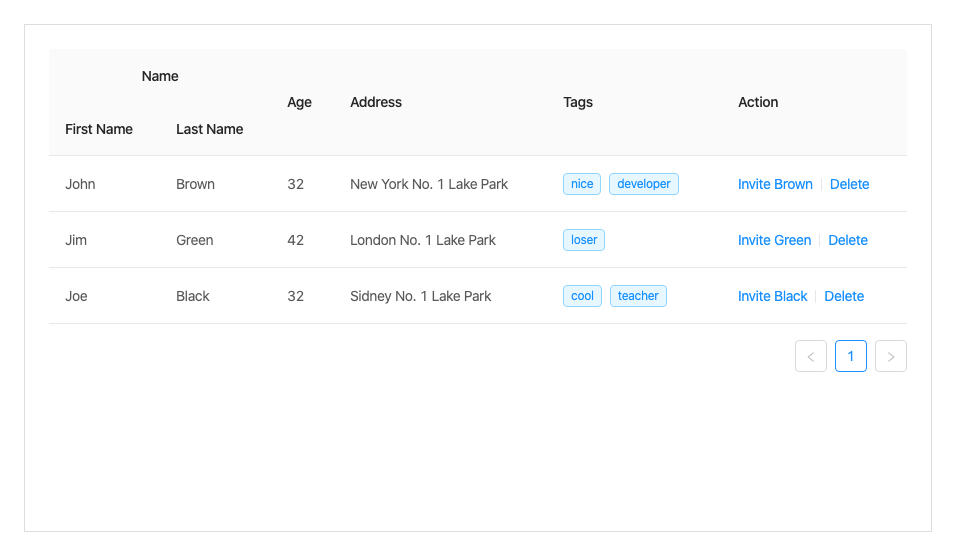 Name
Age Address Tags Action
First Name Last Name
John Brown 32 New York No. 1 Lake Park nice developer Invite Brown Delete
Jim Green 42 London No. 1 Lake Park loser Invite Green Delete
Joe Black 32 Sidney No. 1 Lake Park cool teacher Invite Black Delete
1